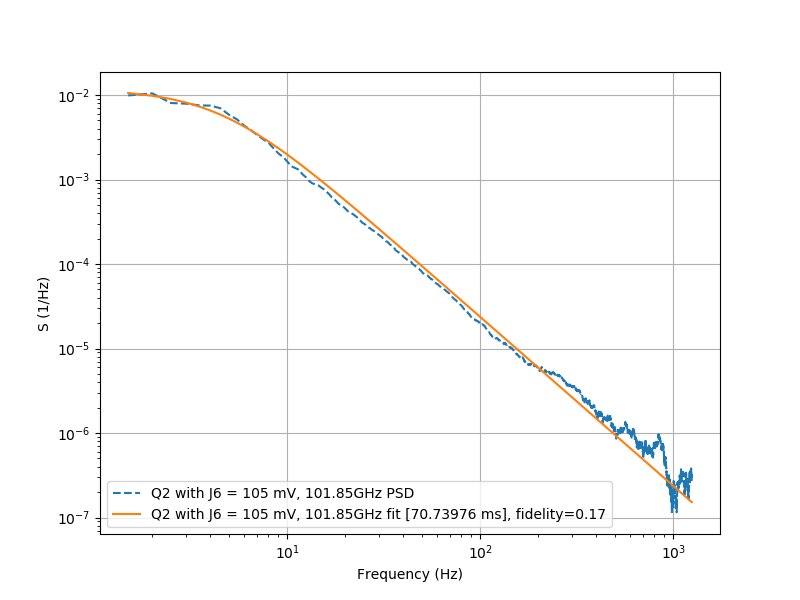 10⁻²
10⁻³
10⁻⁴
10⁻⁵
10⁻⁶
10⁻⁷
S (1/Hz)
Q2 with J6 = 105 mV, 101.85GHz PSD
Q2 with J6 = 105 mV, 101.85GHz fit [70.73976 ms], fidelity=0.17
10¹ 10² 10³
Frequency (Hz)